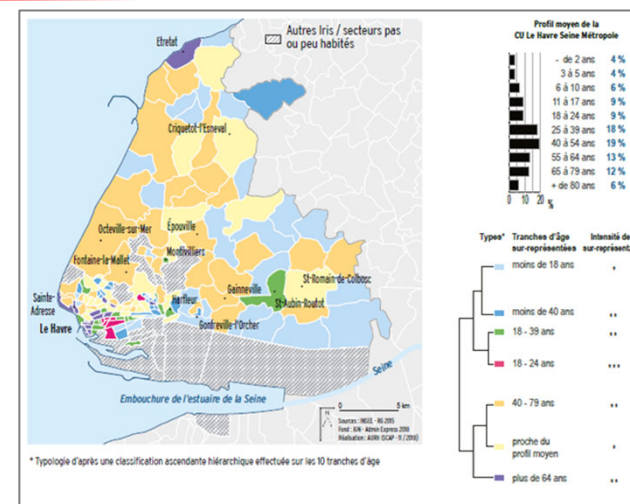 Autres Iris / secteurs pas
ou peu habités
Etretat
Criquetot-l'Esneval
Octeville-sur-Mer
Épouville
Montivilliers
Fontaine-la-Mallet
Sainte-
Adresse
Le Havre
Harfleur
Gainneville
St-Romain-de-Colbosc
St-Aubin-Routot
Gonfreville-l'Orcher
Seine
Embouchure de l'estuaire de la Seine
N
0 5 km
Sources : INSEE - RG 2015
Fond : IGN - Admin Express 2018
Réalisation : AURH
* Typologie d'après une classification ascendante hiérarchique effectuée sur les 10 tranches d'âge
Profil moyen de la
CU Le Havre Seine Métropole
- de 2 ans 4 %
3 à 5 ans 4 %
6 à 10 ans 6 %
11 à 17 ans 9 %
18 à 24 ans 9 %
25 à 39 ans 18 %
40 à 54 ans 19 %
55 à 64 ans 13 %
65 à 79 ans 12 %
+ de 80 ans 6 %
0 10 20
%
Types* Tranches d'âge Intensité de
sur-représentées sur-représent
moins de 18 ans *
moins de 40 ans **
18 - 39 ans **
18 - 24 ans ***
40 - 79 ans **
proche du
profil moyen *
plus de 64 ans **